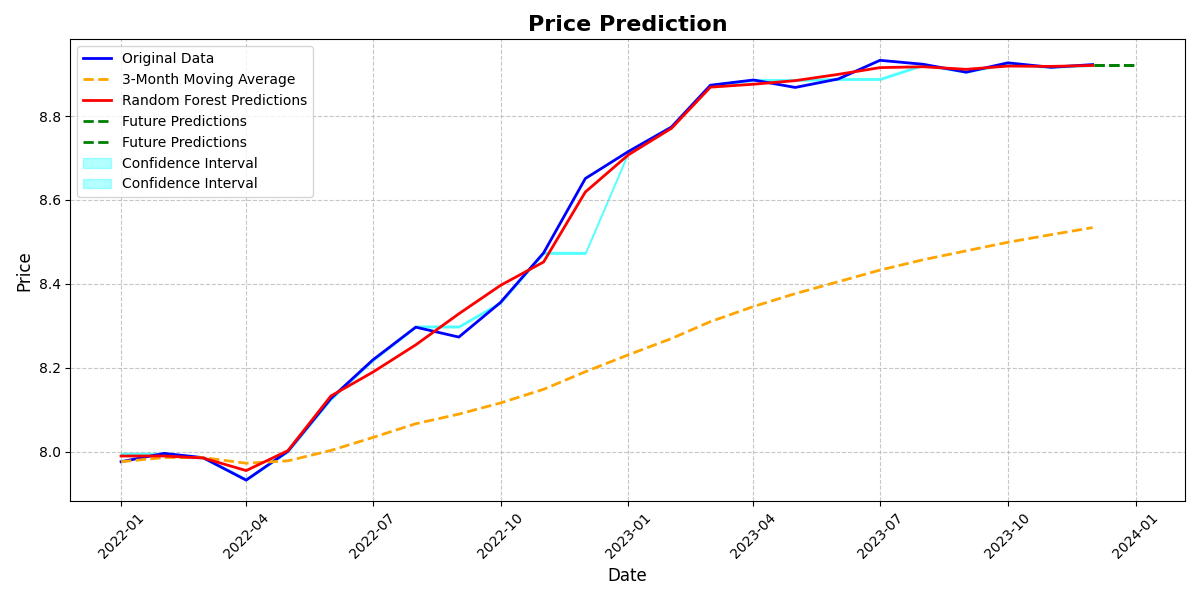 Price Prediction
Original Data
3-Month Moving Average
Random Forest Predictions
Future Predictions
Future Predictions
Confidence Interval
Confidence Interval
Price
8.8
8.6
8.4
8.2
8.0
2022-01
2022-04
2022-07
2022-10
2023-01
2023-04
2023-07
2023-10
2024-01
Date